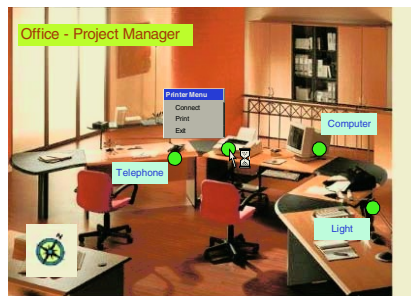 Office - Project Manager
Printer Menu
Connect
Print
Exit
Computer
Telephone
Light